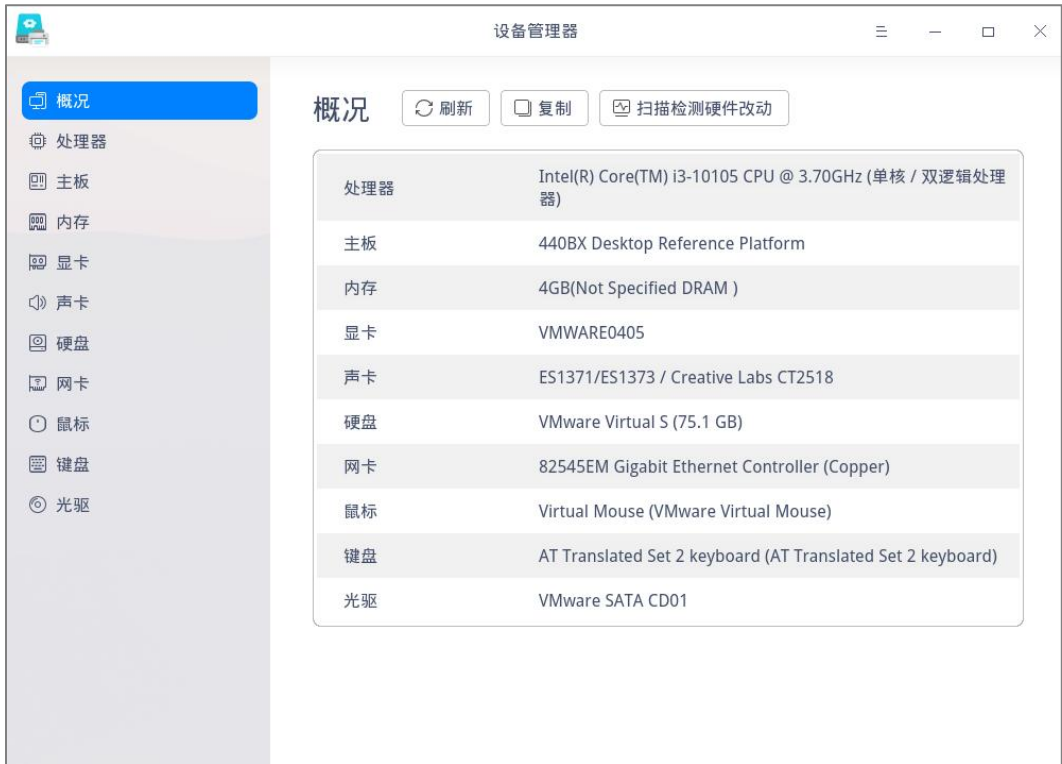 设备管理器
概况
处理器
主板
内存
显卡
声卡
硬盘
网卡
鼠标
键盘
光驱
概况 刷新 复制 扫描检测硬件改动
处理器 Intel(R) Core(TM) i3-10105 CPU @ 3.70GHz (单核 / 双逻辑处理
器)
主板 440BX Desktop Reference Platform
内存 4GB(Not Specified DRAM )
显卡 VMWARE0405
声卡 ES1371/ES1373 / Creative Labs CT2518
硬盘 VMware Virtual S (75.1 GB)
网卡 82545EM Gigabit Ethernet Controller (Copper)
鼠标 Virtual Mouse (VMware Virtual Mouse)
键盘 AT Translated Set 2 keyboard (AT Translated Set 2 keyboard)
光驱 VMware SATA CD01